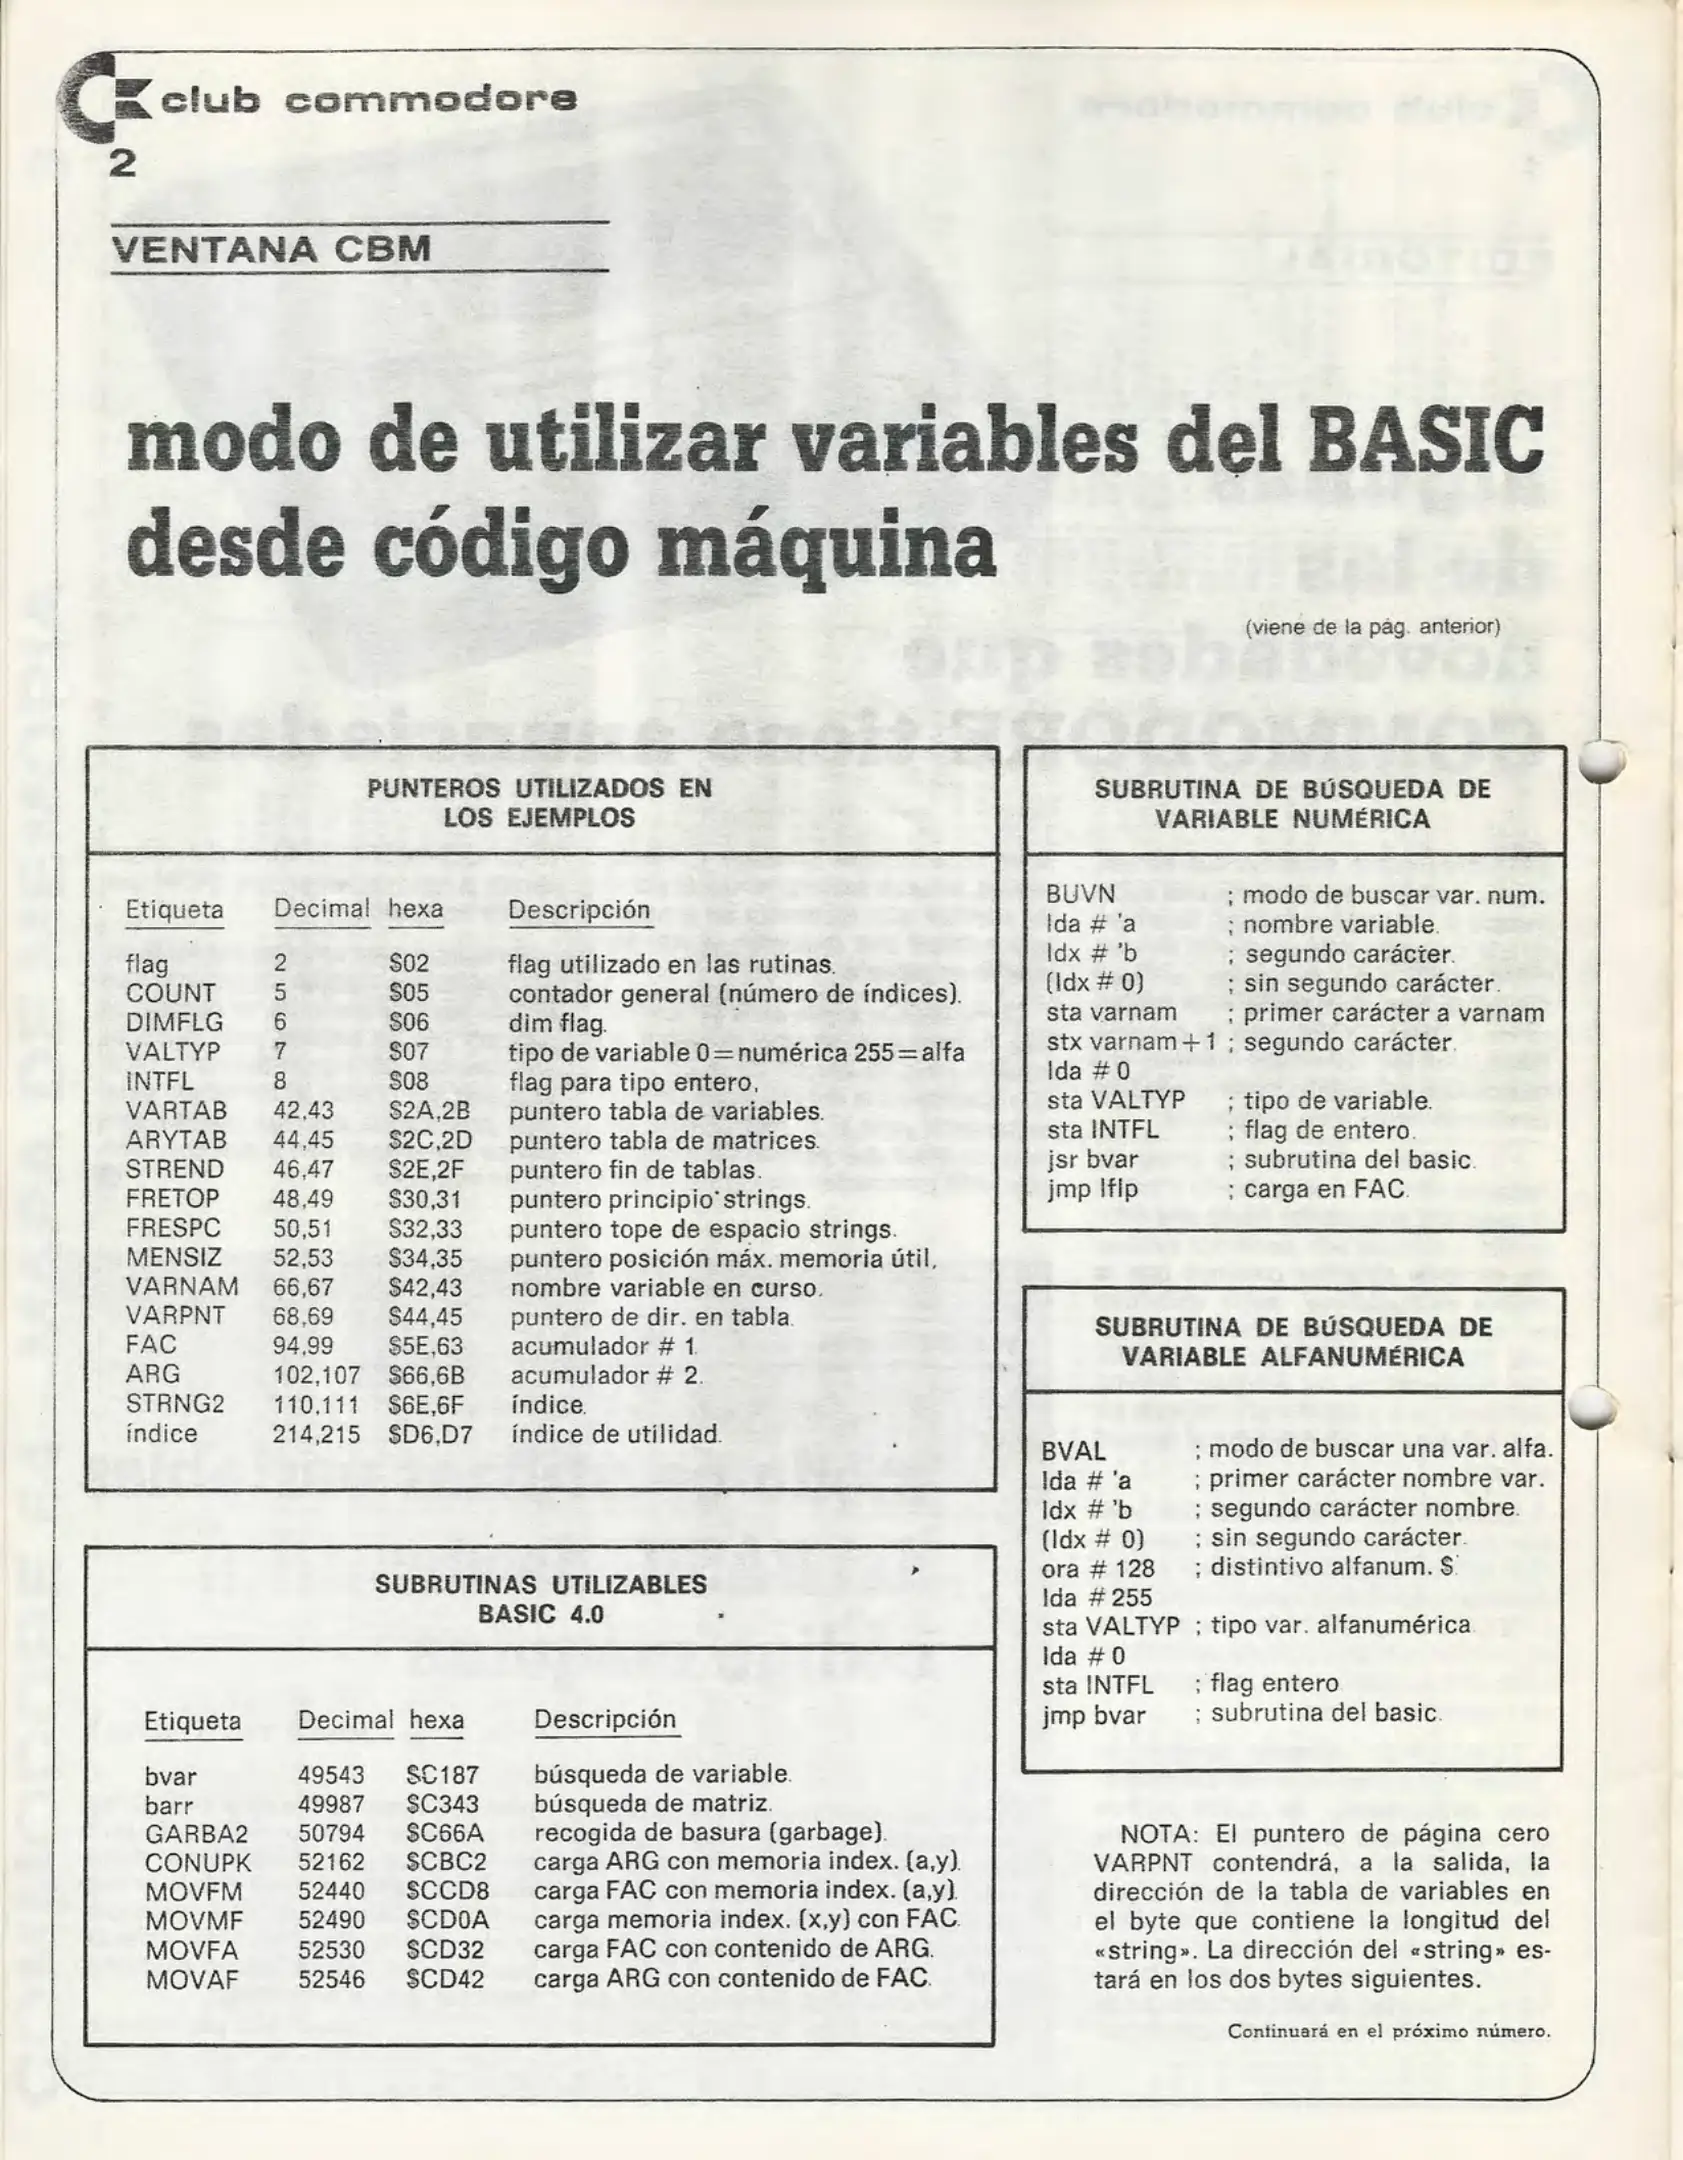 club commodore
2
VENTANA CBM
modo de utilizar variables del BASIC
desde código máquina
(viene de la pág. anterior)
PUNTEROS UTILIZADOS EN
LOS EJEMPLOS
Etiqueta Decimal hexa Descripción
flag 2 $02 flag utilizado en las rutinas.
COUNT 5 $05 contador general (número de índices).
DIMFLG 6 $06 dim flag.
VALTYP 7 $07 tipo de variable 0=numérica 255=alfa
INTFL 8 $08 flag para tipo entero,
VARTAB 42,43 $2A,2B puntero tabla de variables.
ARYTAB 44,45 $2C,2D puntero tabla de matrices.
STREND 46,47 $2E,2F puntero fin de tablas.
FRETOP 48,49 $30,31 puntero principio strings.
FRESPC 50,51 $32,33 puntero tope de espacio strings.
MENSIZ 52,53 $34,35 puntero posición máx. memoria útil,
VARNAM 66,67 $42,43 nombre variable en curso.
VARPNT 68,69 $44,45 puntero de dir. en tabla.
FAC 94,99 $5E,63 acumulador # 1.
ARG 102,107 $66,6B acumulador # 2.
STRNG2 110,111 $6E,6F índice.
índice 214,215 $D6,D7 índice de utilidad.
SUBRUTINAS UTILIZABLES
BASIC 4.0
Etiqueta Decimal hexa Descripción
bvar 49543 $C187 búsqueda de variable.
barr 49987 $C343 búsqueda de matriz.
GARBA2 50794 $C66A recogida de basura (garbage).
CONUPK 52162 $CBC2 carga ARG con memoria index. (a,y).
MOVFM 52440 $CCD8 carga FAC con memoria index. (a,y).
MOVMF 52490 $CD0A carga memoria index. (x,y) con FAC.
MOVFA 52530 $CD32 carga FAC con contenido de ARG.
MOVAF 52546 $CD42 carga ARG con contenido de FAC.
SUBRUTINA DE BÚSQUEDA DE
VARIABLE NUMÉRICA
BUVN ; modo de buscar var. num.
lda # 'a ; nombre variable.
ldx # 'b ; segundo carácter.
(ldx # 0) ; sin segundo carácter.
sta varnam ; primer carácter a varnam
stx varnam + 1 ; segundo carácter.
lda # 0
sta VALTYP ; tipo de variable.
sta INTFL ; flag de entero.
jsr bvar ; subrutina del basic.
jmp lflp ; carga en FAC.
SUBRUTINA DE BÚSQUEDA DE
VARIABLE ALFANUMÉRICA
BVAL ; modo de buscar una var. alfa.
lda # 'a ; primer carácter nombre var.
ldx # 'b ; segundo carácter nombre.
(ldx # 0) ; sin segundo carácter.
ora # 128 ; distintivo alfanum. $
lda # 255
sta VALTYP ; tipo var. alfanumérica
lda # 0
sta INTFL ; flag entero
jmp bvar ; subrutina del basic.
NOTA: El puntero de página cero
VARPNT contendrá, a la salida, la
dirección de la tabla de variables en
el byte que contiene la longitud del
«string». La dirección del «string» es-
tará en los dos bytes siguientes.
Continuará en el próximo número.